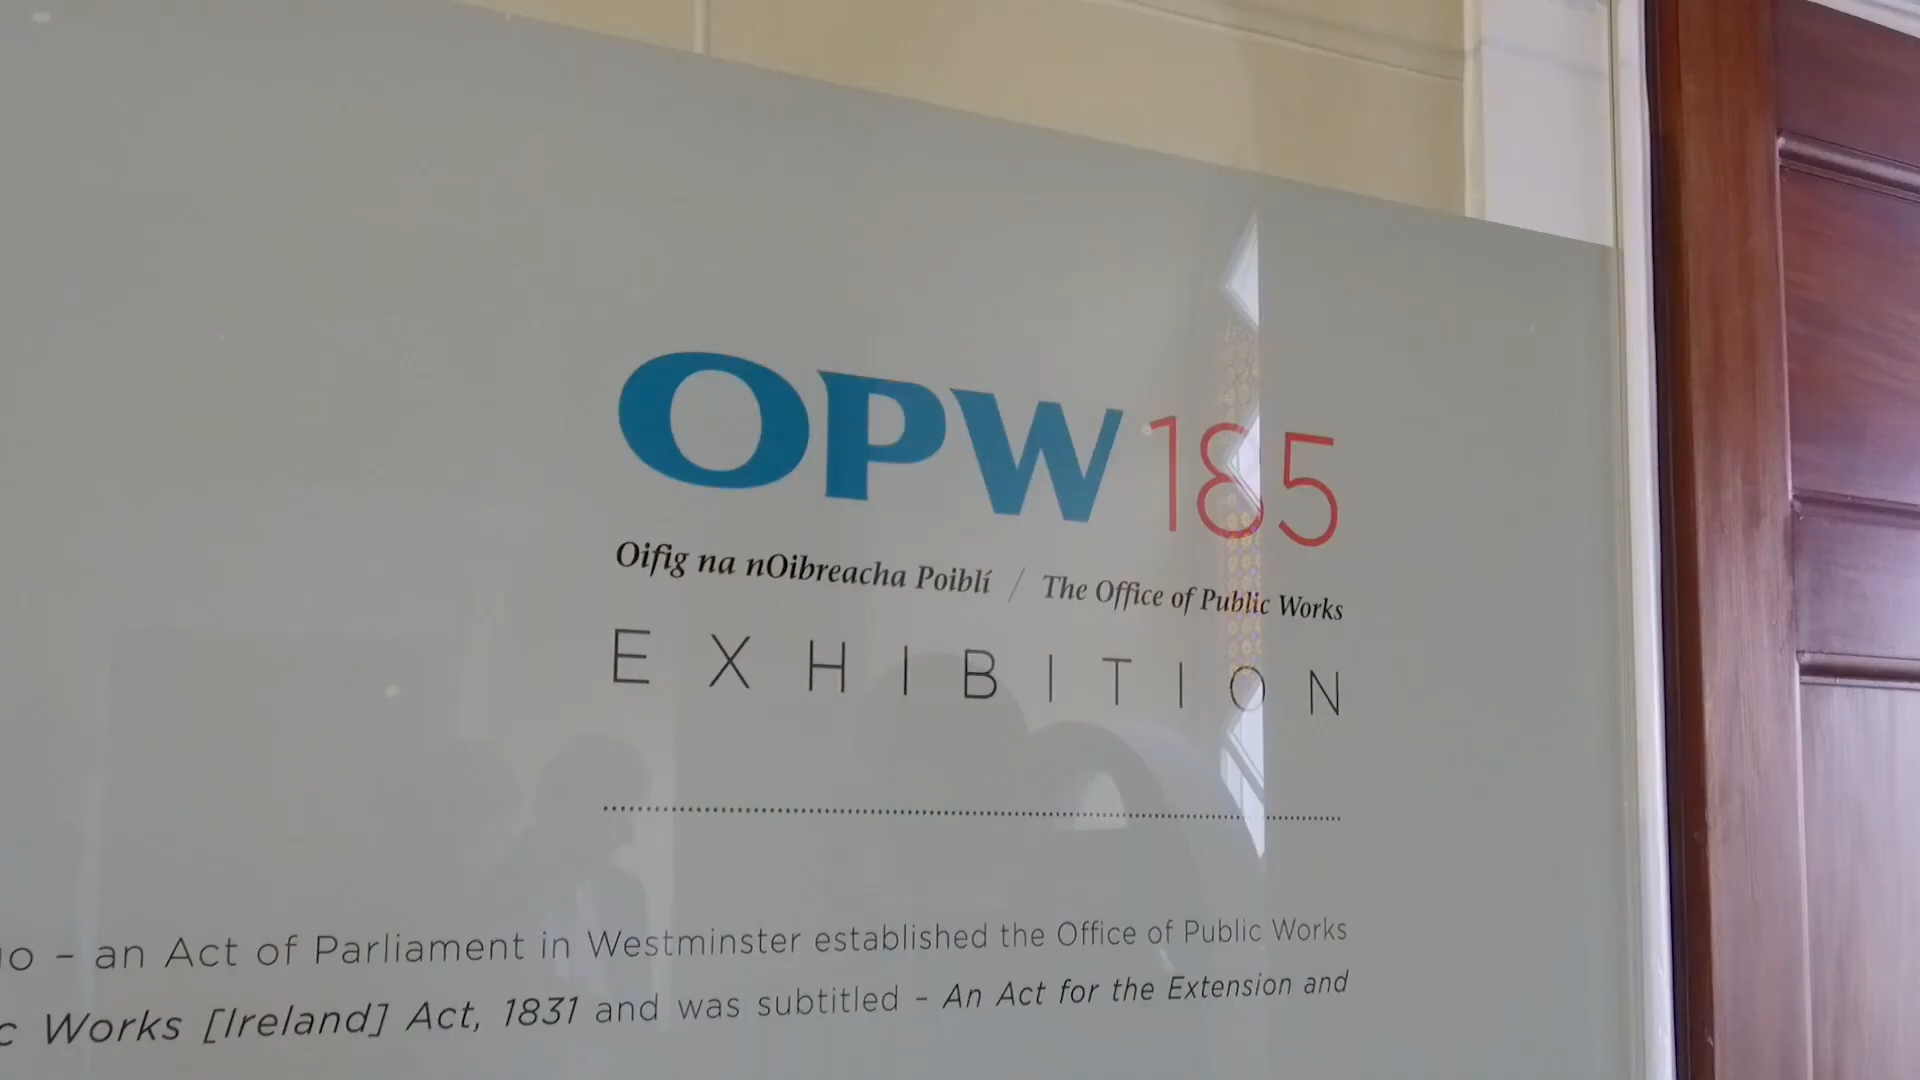 OPW 185
Oifig na nOibreacha Poiblí / The Office of Public Works
EXHIBITION
– an Act of Parliament in Westminster established the Office of Public Works
Works [Ireland] Act, 1831 and was subtitled – An Act for the Extension and